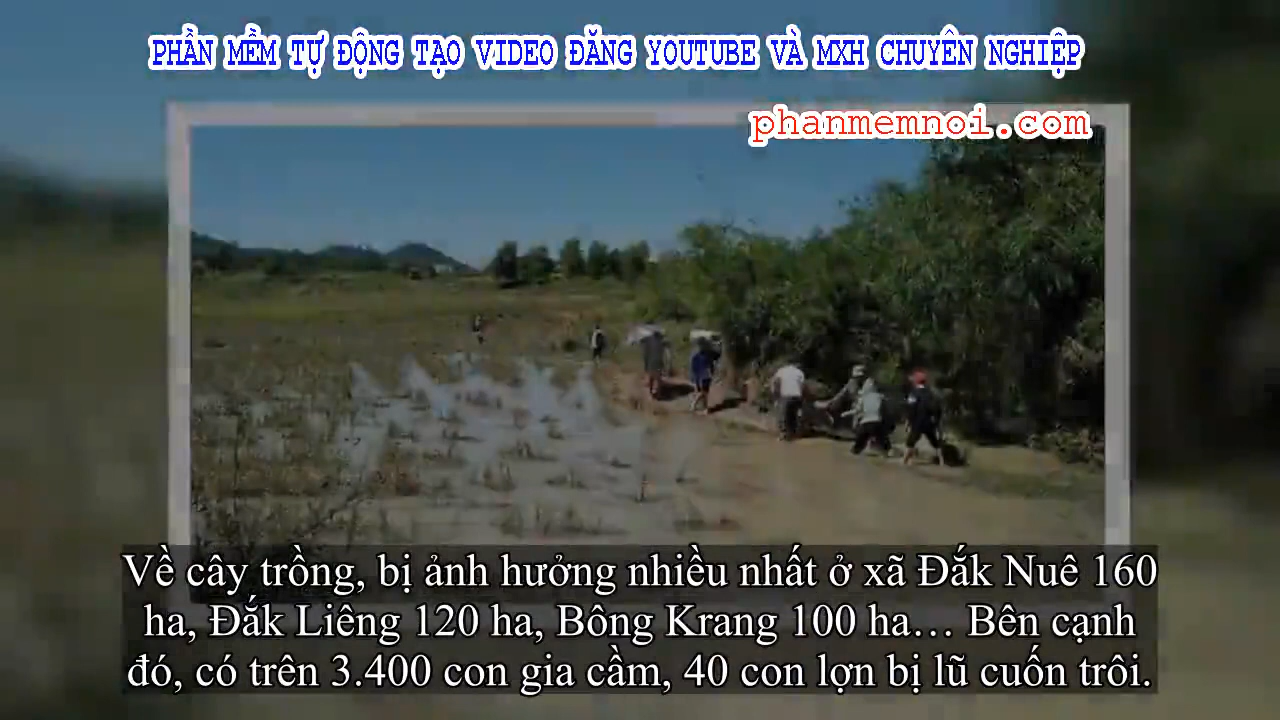 PHẦN MỀM TỰ ĐỘNG TẠO VIDEO ĐĂNG YOUTUBE VÀ MXH CHUYÊN NGHIỆP
phanmemnoi.com
Về cây trồng, bị ảnh hưởng nhiều nhất ở xã Đắk Nuê 160
ha, Đắk Liêng 120 ha, Bông Krang 100 ha… Bên cạnh
đó, có trên 3.400 con gia cầm, 40 con lợn bị lũ cuốn trôi.